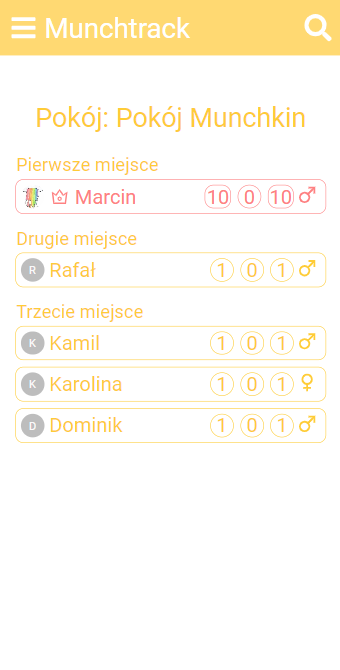 Munchtrack
Pokój: Pokój Munchkin
Pierwsze miejsce
Marcin 10 0 10
Drugie miejsce
R Rafał 1 0 1
Trzecie miejsce
K Kamil 1 0 1
K Karolina 1 0 1
D Dominik 1 0 1